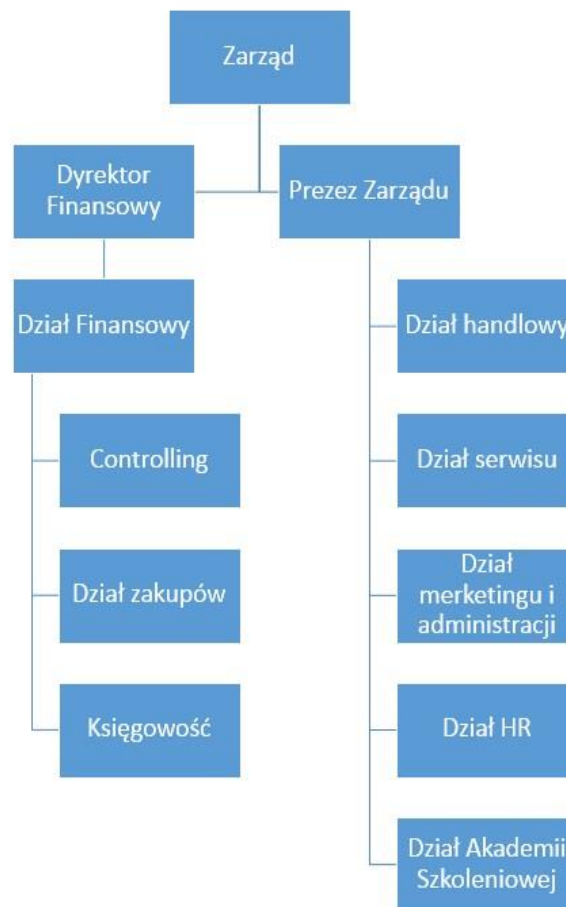 Zarząd
Dyrektor
Finansowy
Prezez Zarządu
Dział Finansowy
Controlling
Dział zakupów
Księgowość
Dział handlowy
Dział serwisu
Dział
merketingu i
administracji
Dział HR
Dział Akademii
Szkoleniowej